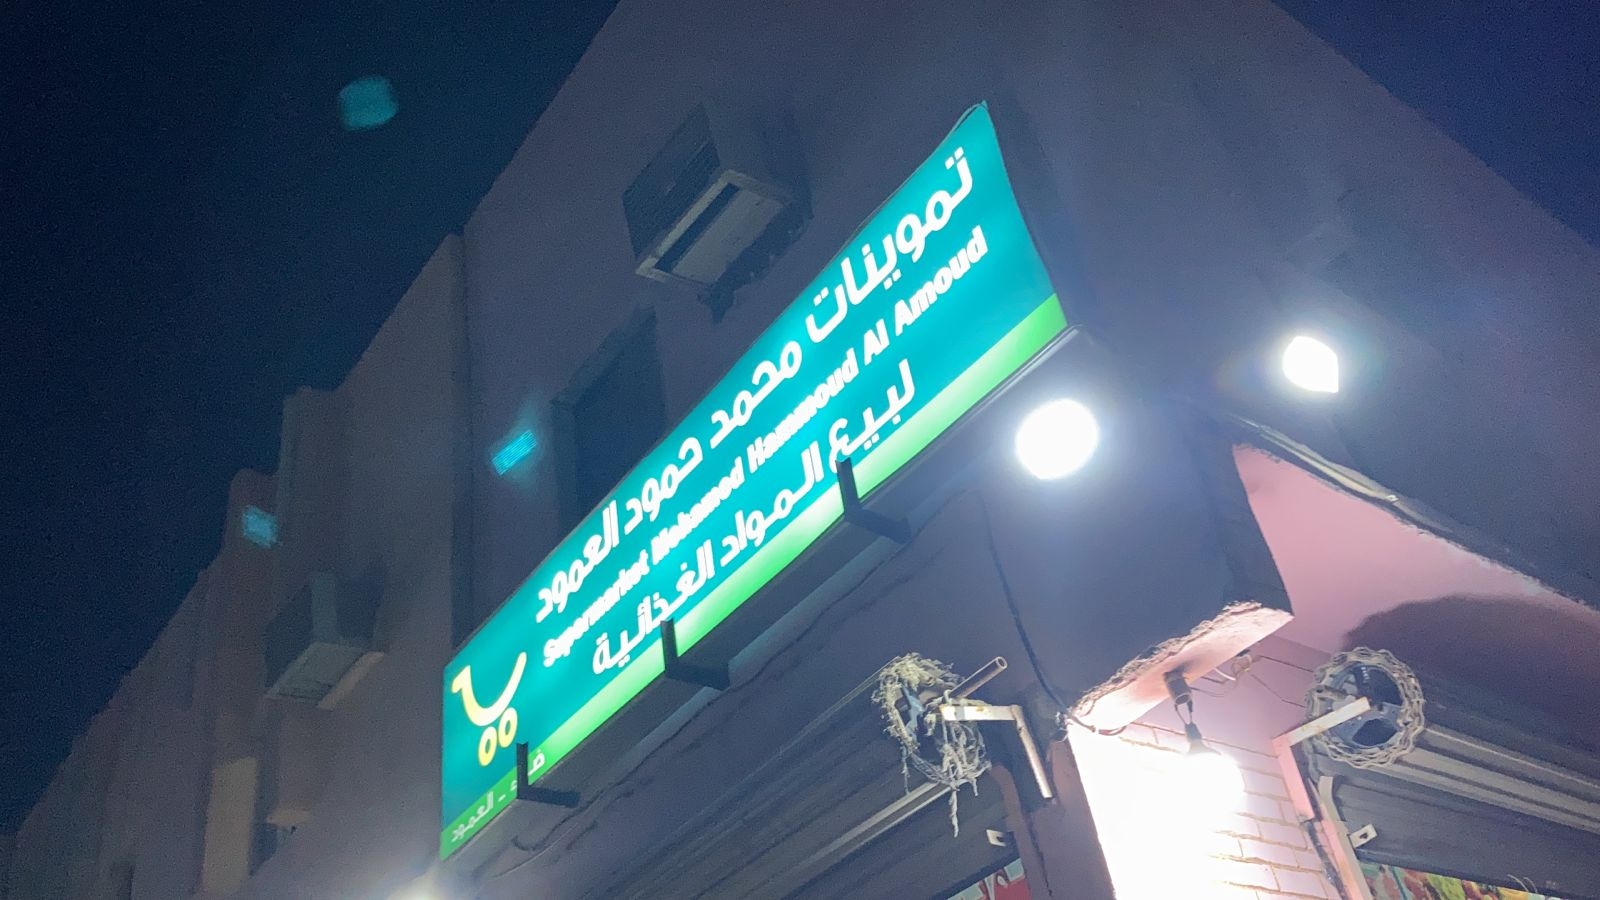 تموينات محمد حمود العمود
Supermarket Mohamed Hammoud Al Amoud
لبيع المواد الغذائية
العمود